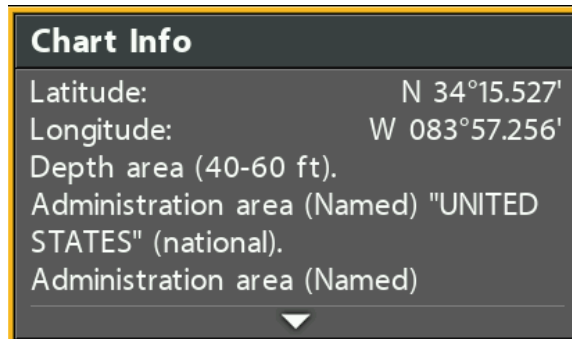 Chart Info
Latitude: N 34°15.527'
Longitude: W 083°57.256'
Depth area (40-60 ft).
Administration area (Named) "UNITED
STATES" (national).
Administration area (Named)